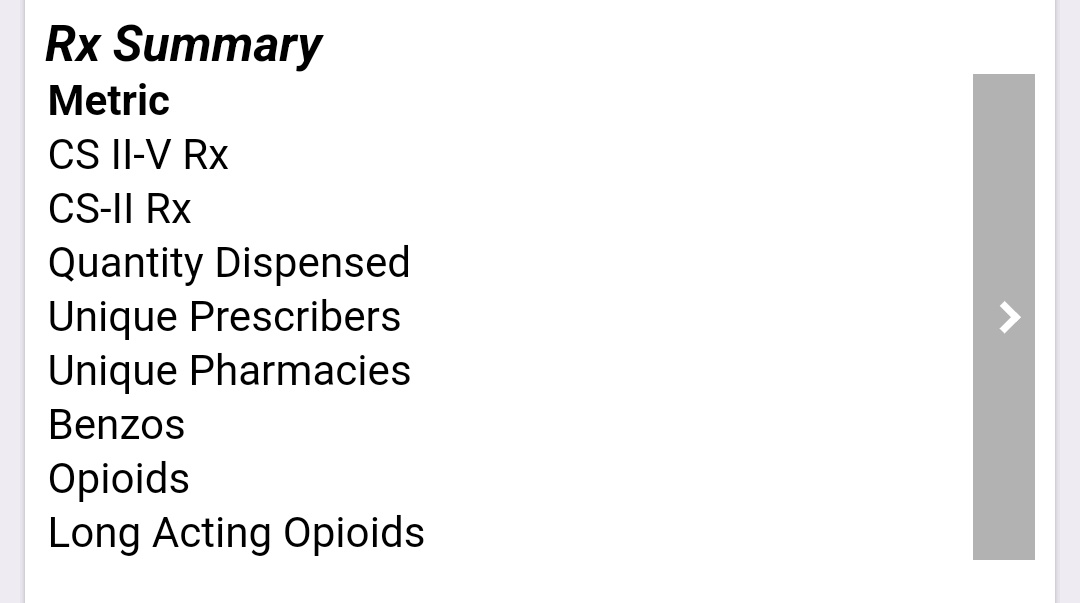 Rx Summary
Metric
CS II-V Rx
CS-II Rx
Quantity Dispensed
Unique Prescribers
Unique Pharmacies
Benzos
Opioids
Long Acting Opioids